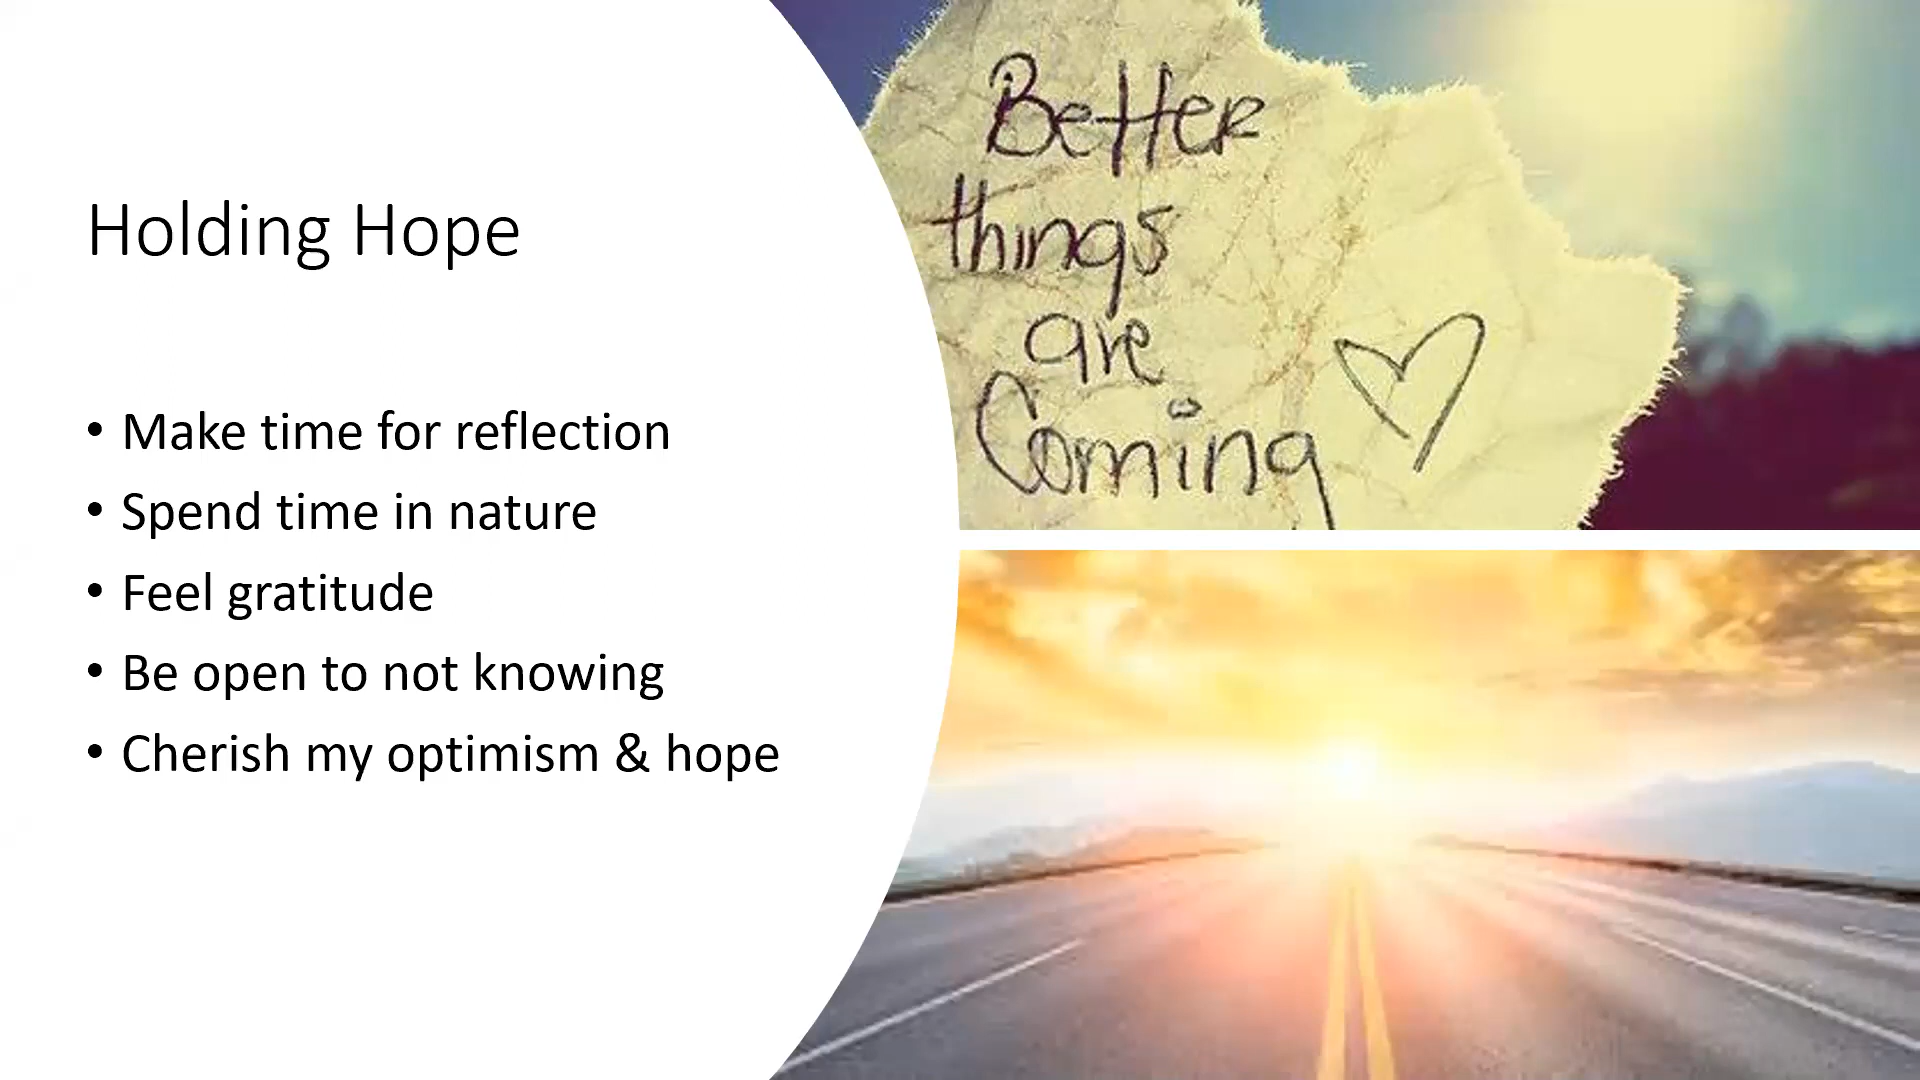 Holding Hope
• Make time for reflection
• Spend time in nature
• Feel gratitude
• Be open to not knowing
• Cherish my optimism & hope
Better
things
are
Coming